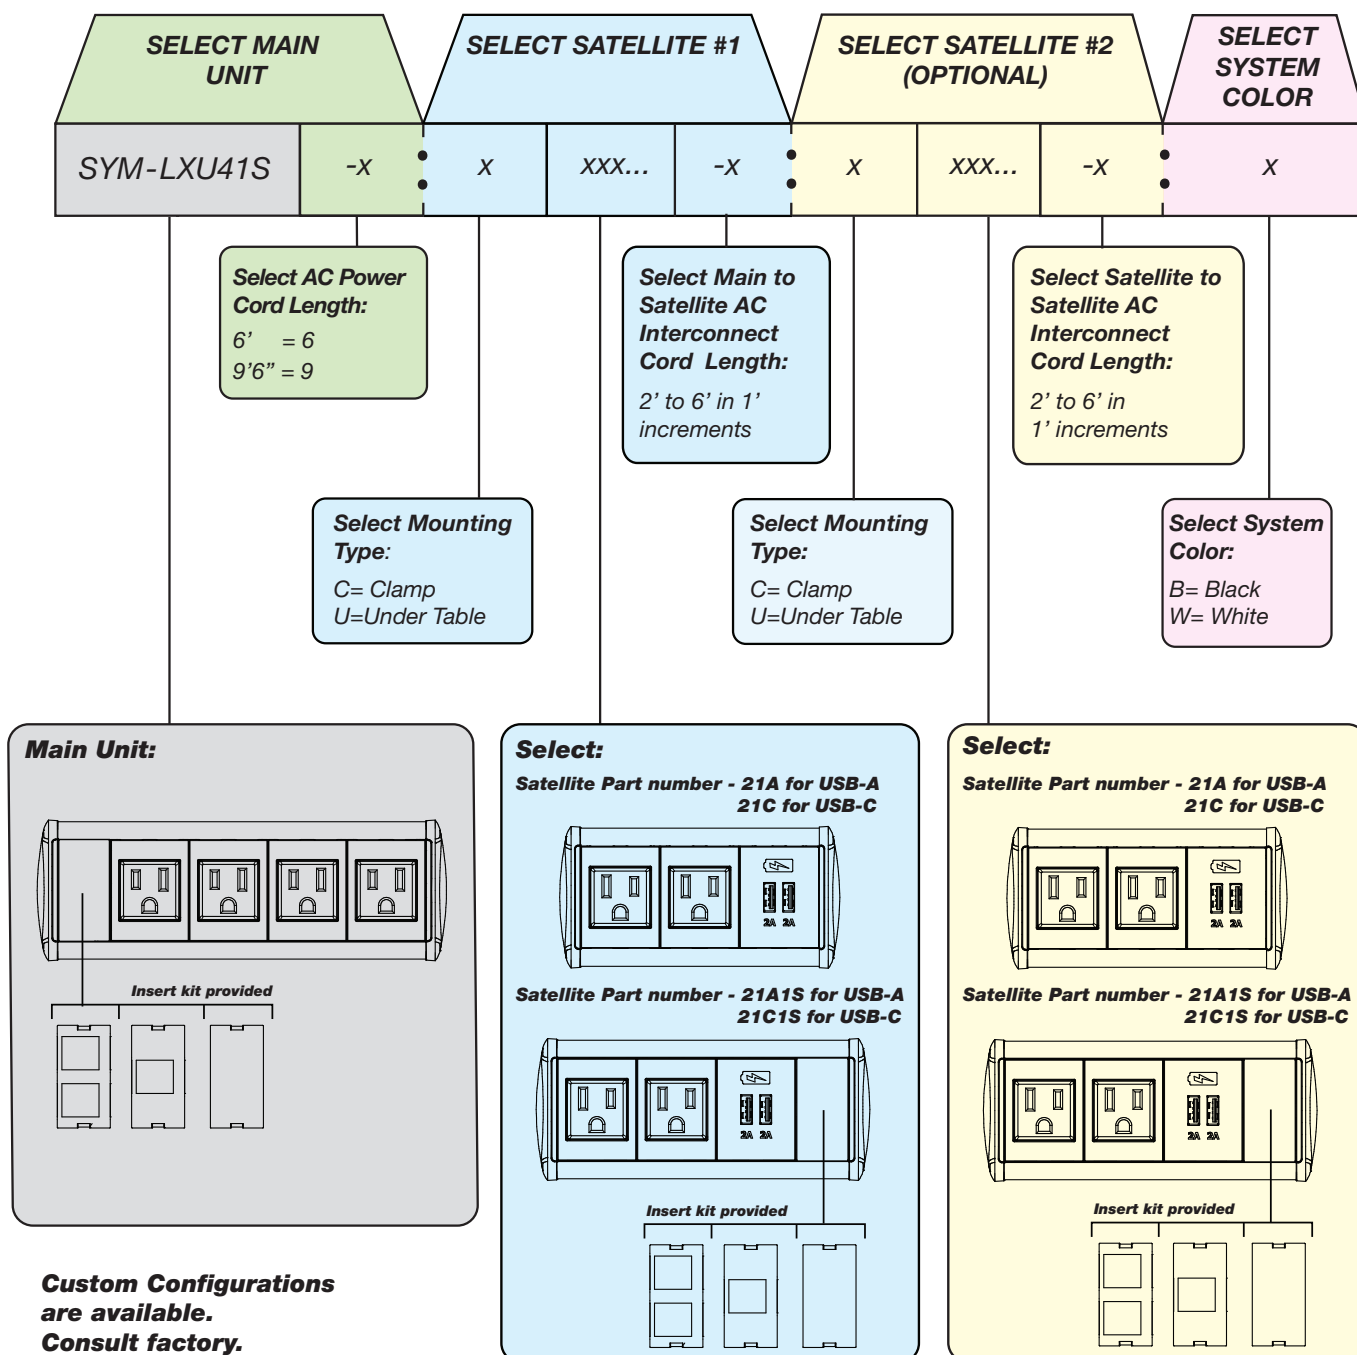 SELECT MAIN
UNIT
SELECT SATELLITE #1
SELECT SATELLITE #2
(OPTIONAL)
SELECT
SYSTEM
COLOR
SYM-LXU41S
-X
X
XXX...
-X
X
XXX...
-X
X
Select AC Power
Cord Length:
6' = 6
9'6” = 9
Select Main to
Satellite AC
Interconnect
Cord Length:
2’ to 6’ in 1’
increments
Select Satellite to
Satellite AC
Interconnect
Cord Length:
2’ to 6’ in
1’ increments
Select Mounting
Type:
C= Clamp
U=Under Table
Select Mounting
Type:
C= Clamp
U=Under Table
Select System
Color:
B= Black
W= White
Main Unit:
Insert kit provided
Select:
Satellite Part number - 21A for USB-A
21C for USB-C
2A 2A
Satellite Part number - 21A1S for USB-A
21C1S for USB-C
2A 2A
Insert kit provided
Select:
Satellite Part number - 21A for USB-A
21C for USB-C
2A 2A
Satellite Part number - 21A1S for USB-A
21C1S for USB-C
2A 2A
Insert kit provided
Custom Configurations
are available.
Consult factory.